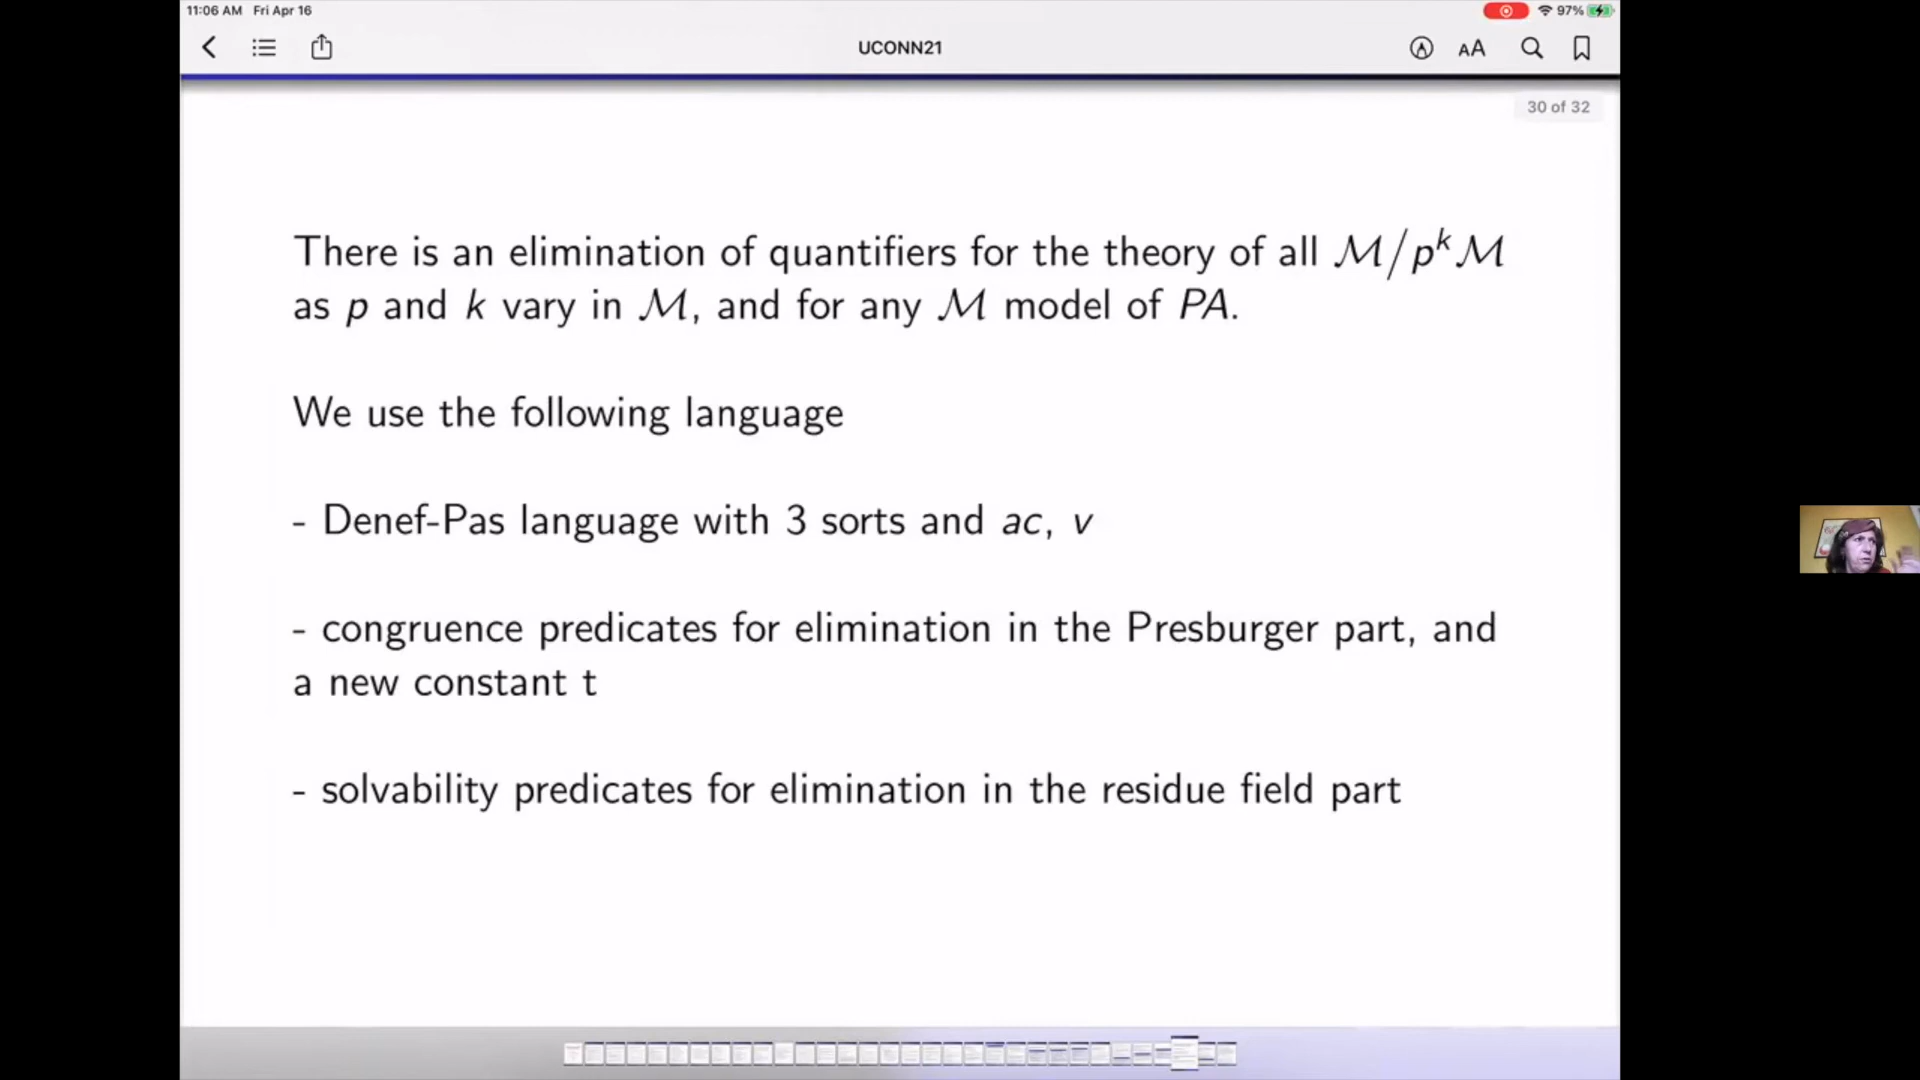 11:06 AM Fri Apr 16
97%
UCONN21
AA
30 of 32
There is an elimination of quantifiers for the theory of all ℳ/pᵏℳ
as p and k vary in ℳ, and for any ℳ model of PA.
We use the following language
- Denef-Pas language with 3 sorts and ac, v
- congruence predicates for elimination in the Presburger part, and
a new constant t
- solvability predicates for elimination in the residue field part